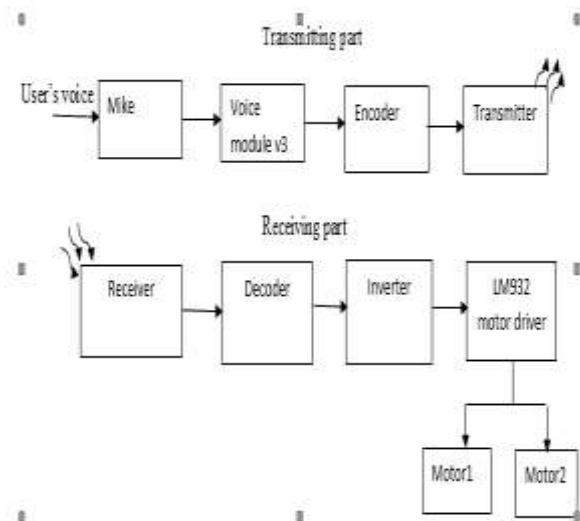 Transmitting part
User's voice
Mike
Voice
module v3
Encoder
Transmitter
Receiving part
Receiver
Decoder
Inverter
LM932
motor driver
Motor1
Motor2